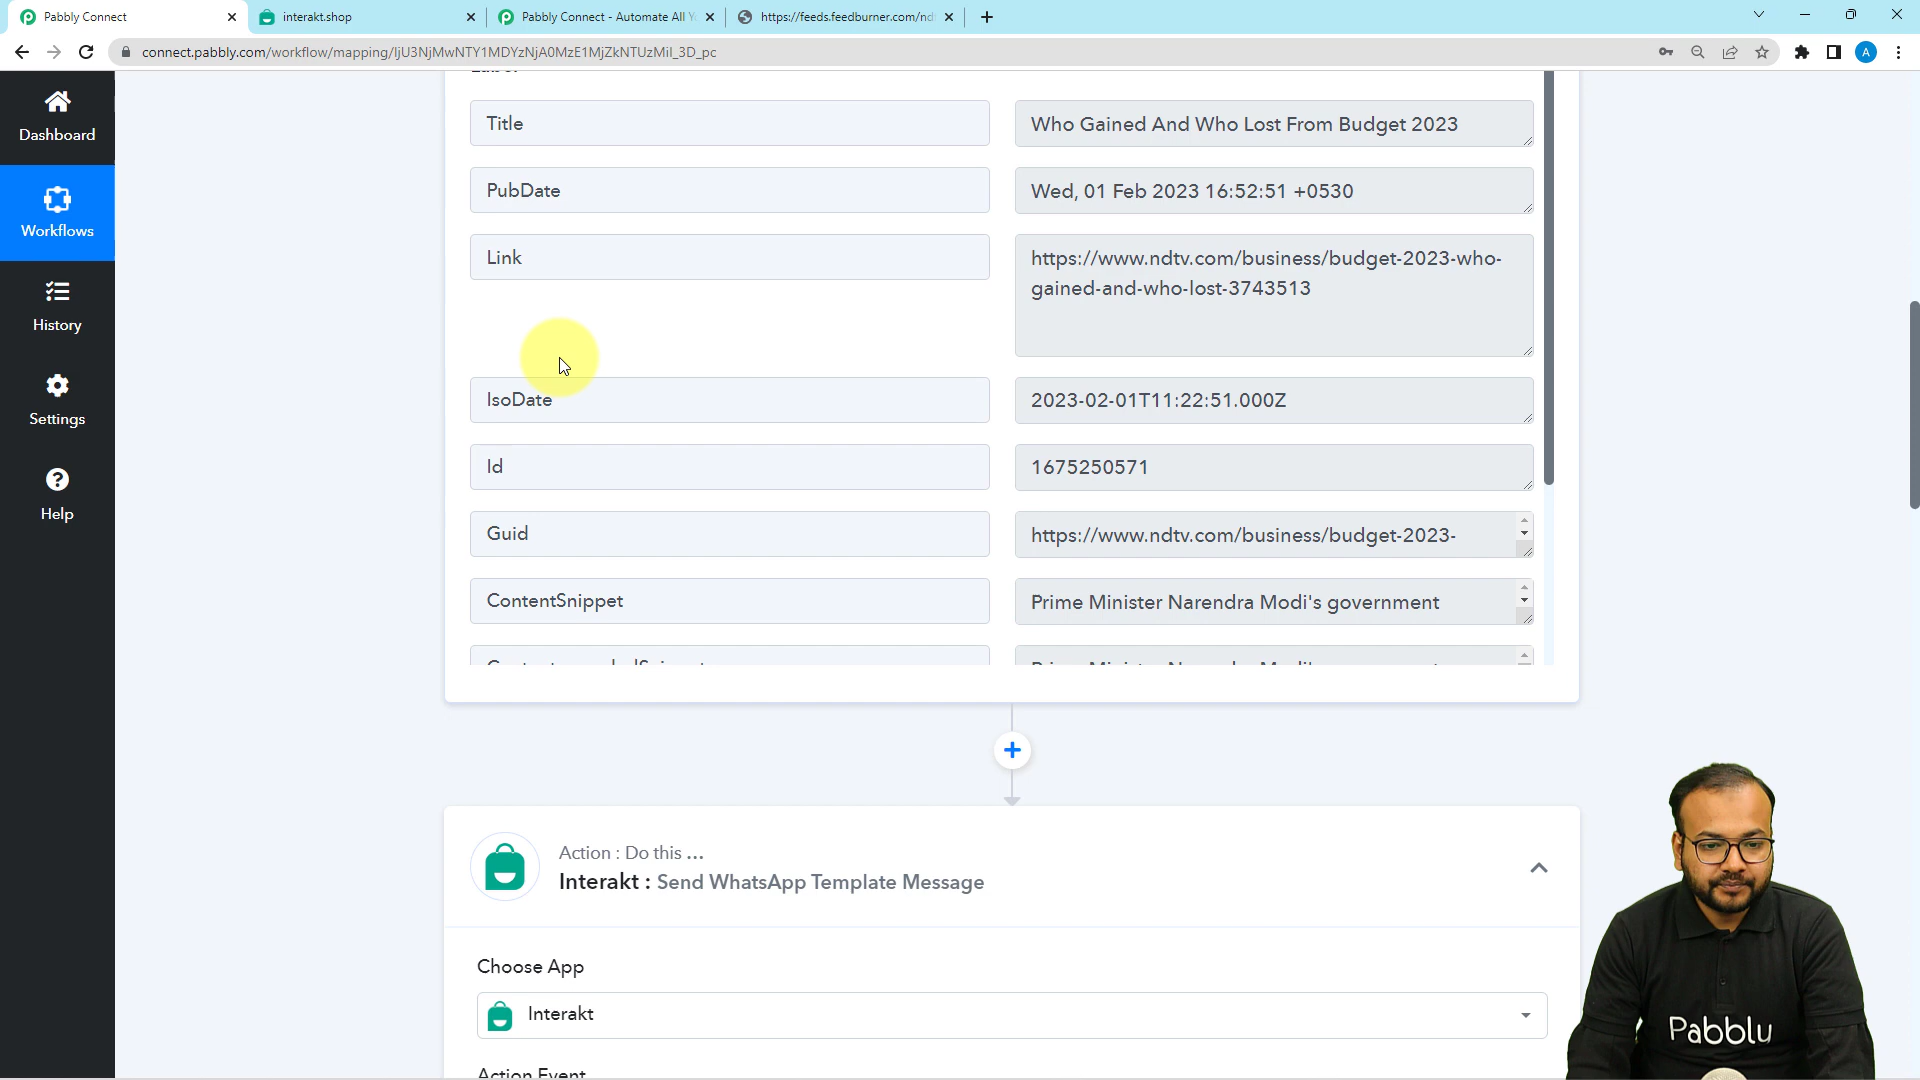 Pabbly Connect
interakt.shop
Pabbly Connect - Automate All Y
https://feeds.feedburner.com/nd
connect.pabbly.com/workflow/mapping/IjU3NjMwNTY1MDYzNjA0MzE1MjZkNTUzMiI_3D_pc
A
Dashboard
Workflows
History
Settings
Help
Title
Who Gained And Who Lost From Budget 2023
PubDate
Wed, 01 Feb 2023 16:52:51 +0530
Link
https://www.ndtv.com/business/budget-2023-who-
gained-and-who-lost-3743513
IsoDate
2023-02-01T11:22:51.000Z
Id
1675250571
Guid
https://www.ndtv.com/business/budget-2023-
ContentSnippet
Prime Minister Narendra Modi's government
Action : Do this ...
Interakt : Send WhatsApp Template Message
Choose App
Interakt
Action Event
Pabbly